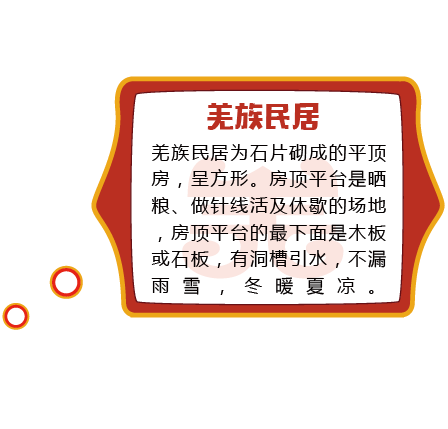 羌族民居
羌族民居为石片砌成的平顶
房，呈方形。房顶平台是晒
粮、做针线活及休歇的场地
，房顶平台的最下面是木板
或石板，有洞槽引水，不漏
雨雪，冬暖夏凉。